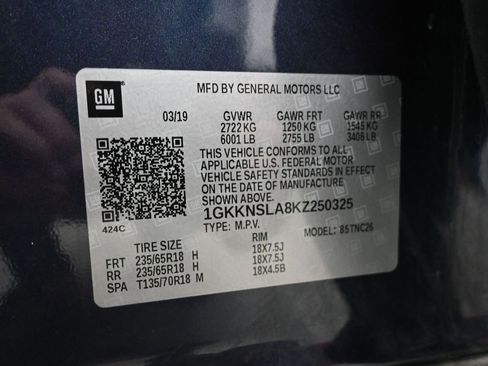 GM
MFD BY GENERAL MOTORS LLC
03/19 GVWR GAWR FRT GAWR RR
2722 KG 1250 KG 1545 KG
6001 LB 2755 LB 3406 LB
THIS VEHICLE CONFORMS TO ALL
APPLICABLE U.S. FEDERAL MOTOR
VEHICLE SAFETY STANDARDS IN EFFECT
ON THE DATE OF MANUFACTURE SHOWN ABOVE.
1GKKNSLA8KZ250325
424C TYPE: M.P.V. MODEL: 85TNC26
TIRE SIZE RIM
FRT 235/65R18 H 18X7.5J
RR 235/65R18 H 18X7.5J
SPA T135/70R18 M 18X4.5B